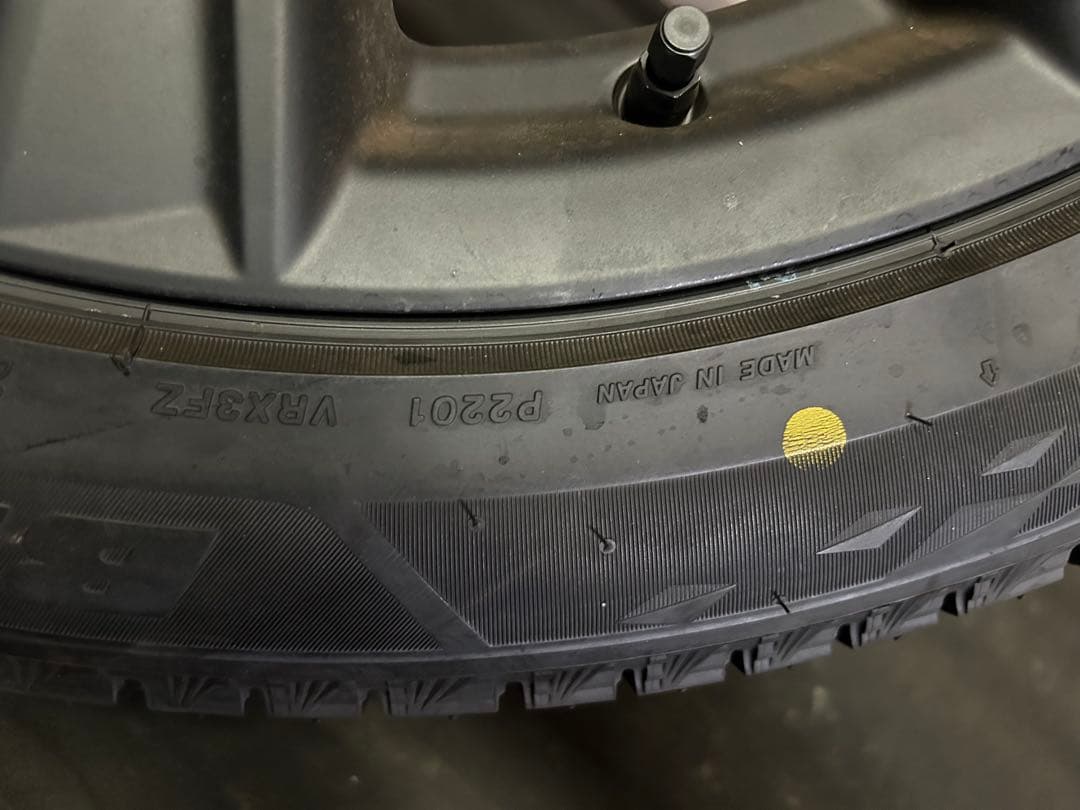 MADE IN JAPAN P2201 VRX3FZ